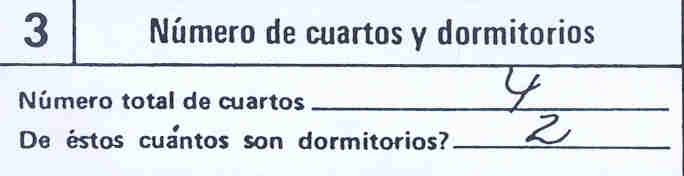 3 Número de cuartos y dormitorios
Número total de cuartos 4
De éstos cuántos son dormitorios? 2